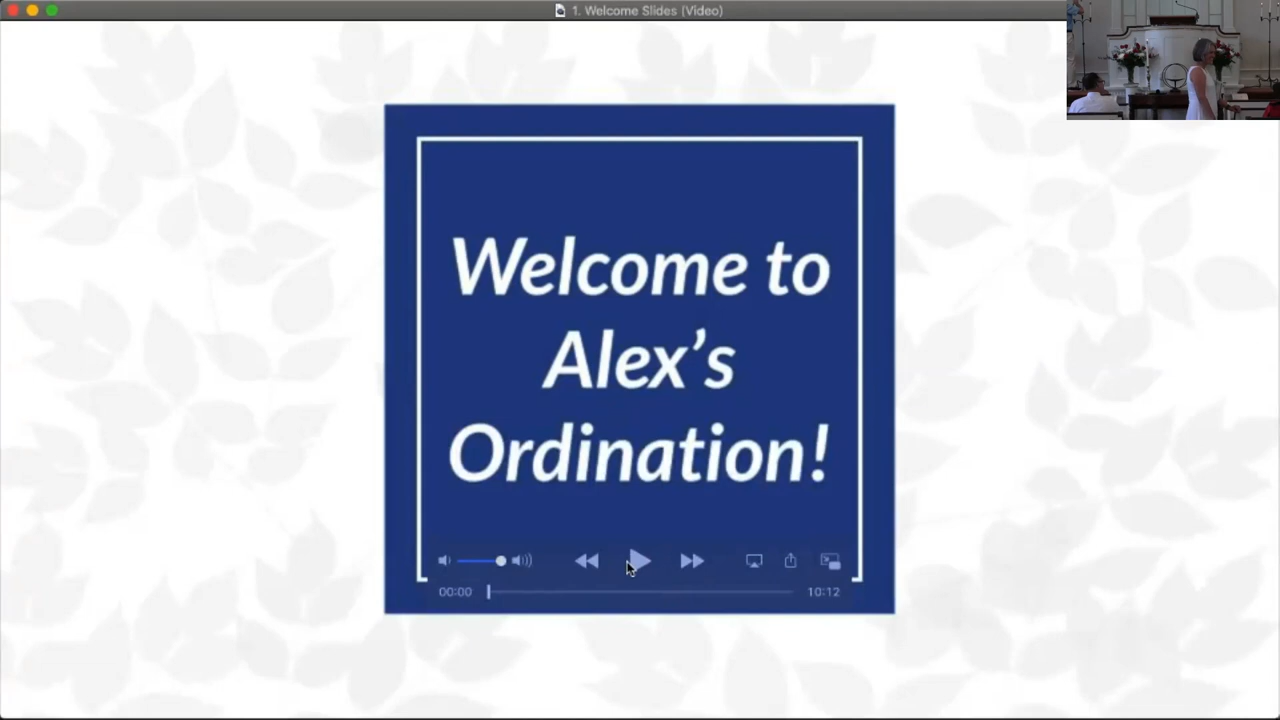 1. Welcome Slides (Video)
Welcome to
Alex's
Ordination!
00:00
10:12